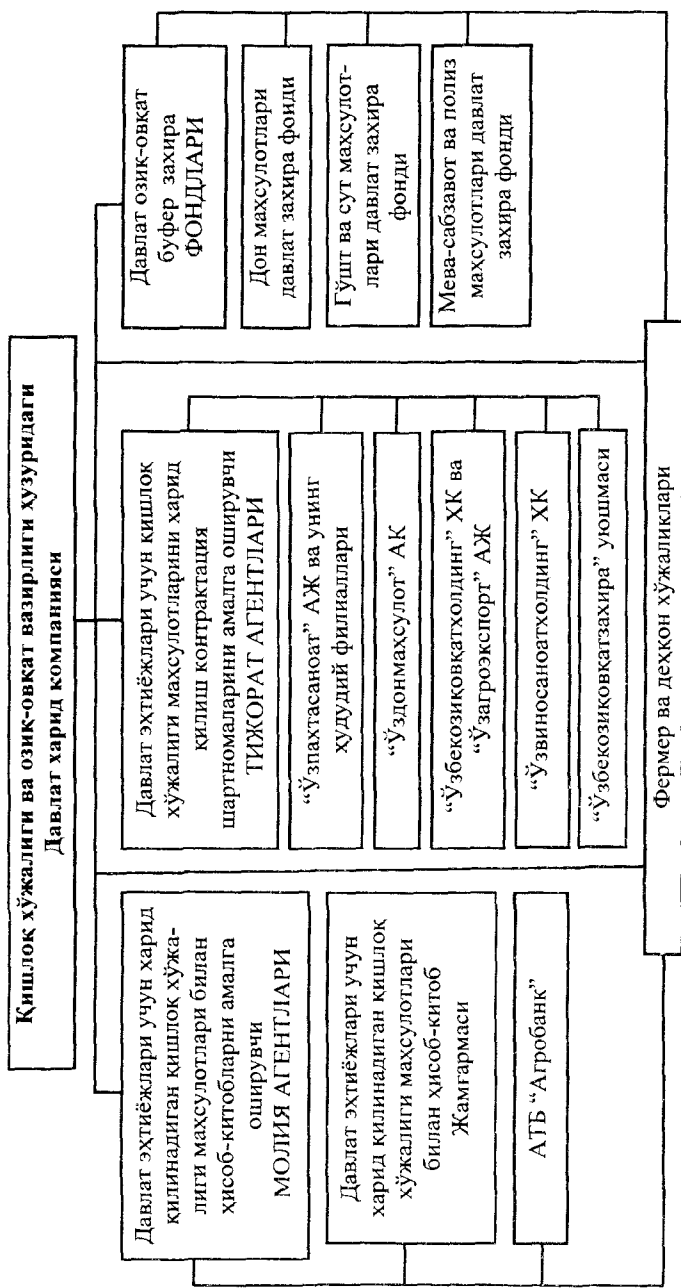 Қишлоқ хўжалиги ва озиқ-овқат вазирлиги ҳузуридаги
Давлат харид компанияси
Давлат эҳтиёжлари учун харид
қилинадиган қишлоқ хўжа-
лиги маҳсулотлари билан
ҳисоб-китобларни амалга
оширувчи
МОЛИЯ АГЕНТЛАРИ
Давлат эҳтиёжлари учун
харид қилинадиган қишлоқ
хўжалиги маҳсулотлари
билан ҳисоб-китоб
Жамғармаси
АТБ “Агробанк”
Давлат эҳтиёжлари учун қишлоқ
хўжалиги маҳсулотларини харид
қилиш контрактация
шартномаларини амалга оширувчи
ТИЖОРАТ АГЕНТЛАРИ
“Ўзпахтасаноат” АЖ ва унинг
ҳудудий филиаллари
“Ўздонмаҳсулот” АК
“Ўзбекозиқовқатхолдинг” ХК ва
“Ўзагроэкспорт” АЖ
“Ўзвиносаноатхолдинг” ХК
“Ўзбекозиқовқатзахира” уюшмаси
Давлат озиқ-овқат
буфер захира
ФОНДЛАРИ
Дон маҳсулотлари
давлат захира фонди
Гўшт ва сут маҳсулот-
лари давлат захира
фонди
Мева-сабзавот ва полиз
маҳсулотлари давлат
захира фонди
Фермер ва деҳқон хўжаликлари